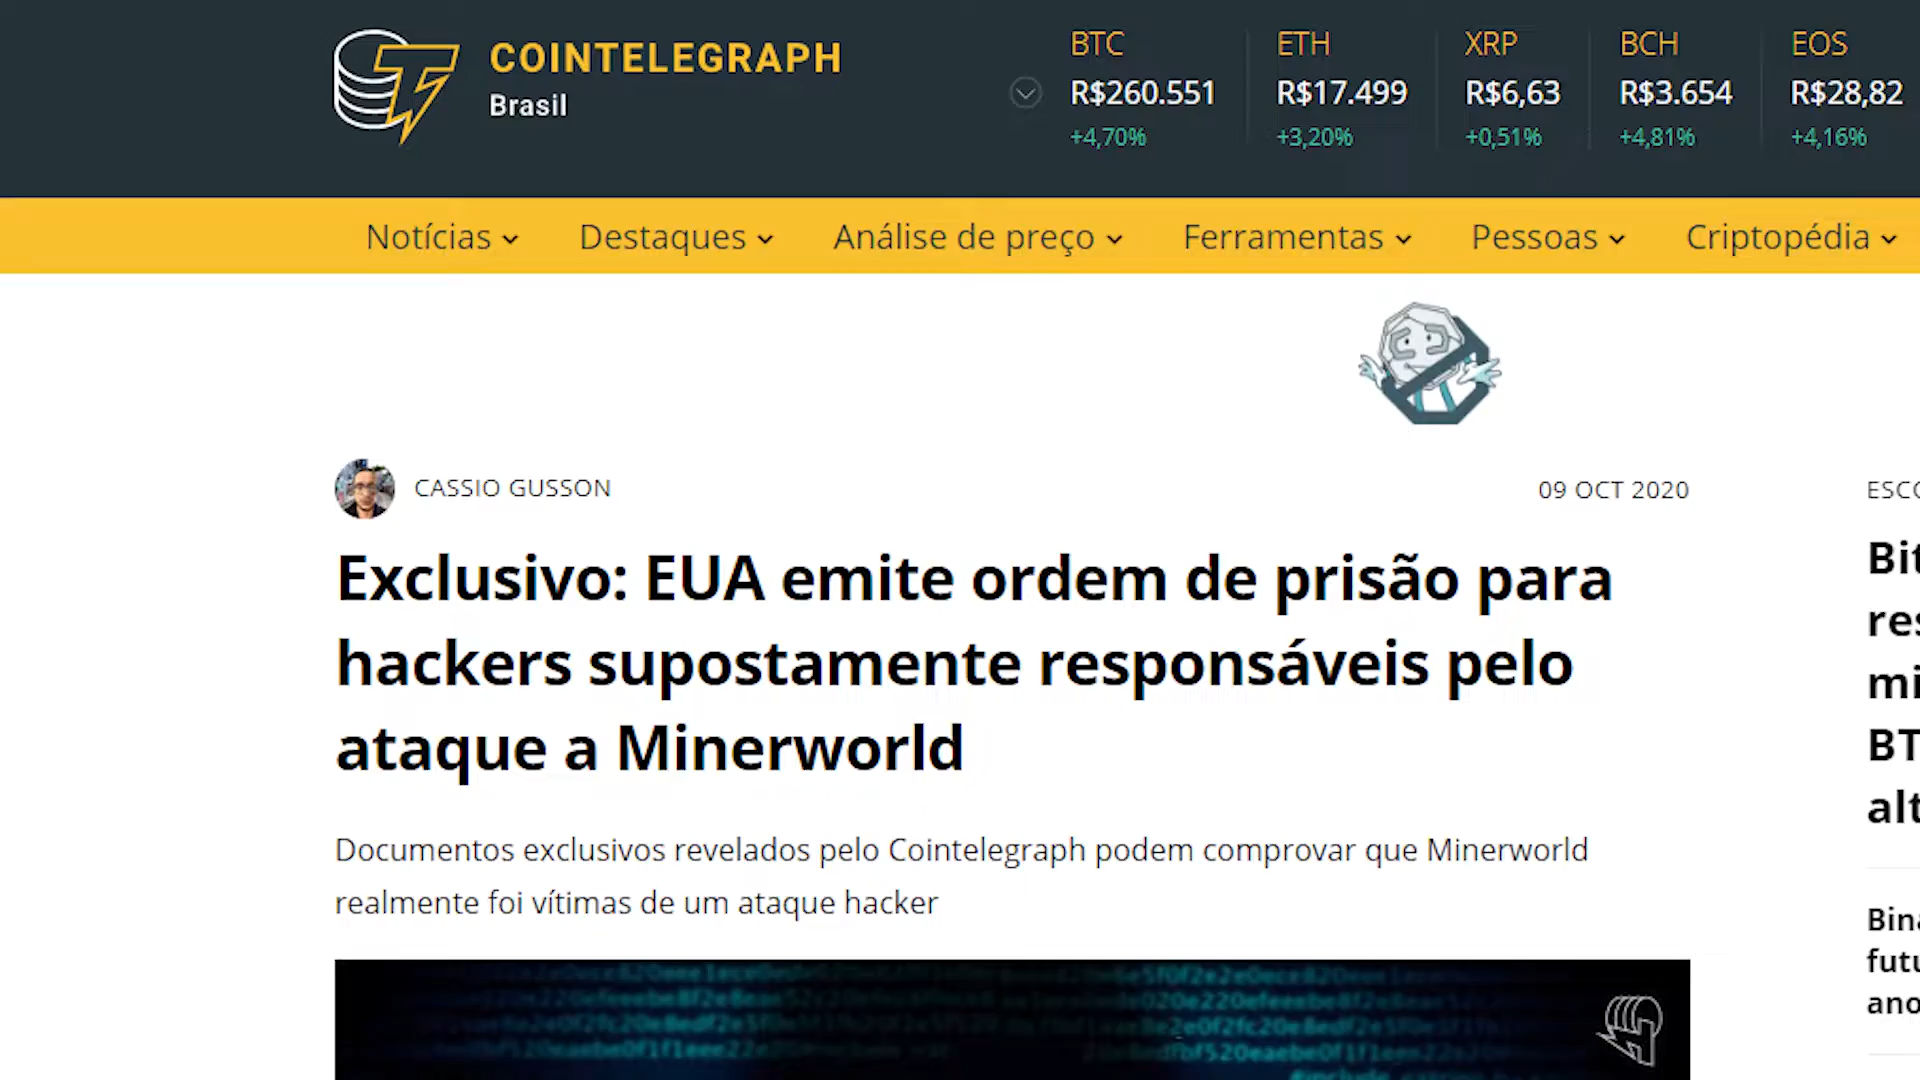 COINTELEGRAPH
Brasil
BTC
R$260.551
+4,70%
ETH
R$17.499
+3,20%
XRP
R$6,63
+0,51%
BCH
R$3.654
+4,81%
EOS
R$28,82
+4,16%
Notícias
Destaques
Análise de preço
Ferramentas
Pessoas
Criptopédia
CASSIO GUSSON
09 OCT 2020
Exclusivo: EUA emite ordem de prisão para
hackers supostamente responsáveis pelo
ataque a Minerworld
Documentos exclusivos revelados pelo Cointelegraph podem comprovar que Minerworld
realmente foi vítimas de um ataque hacker
BT